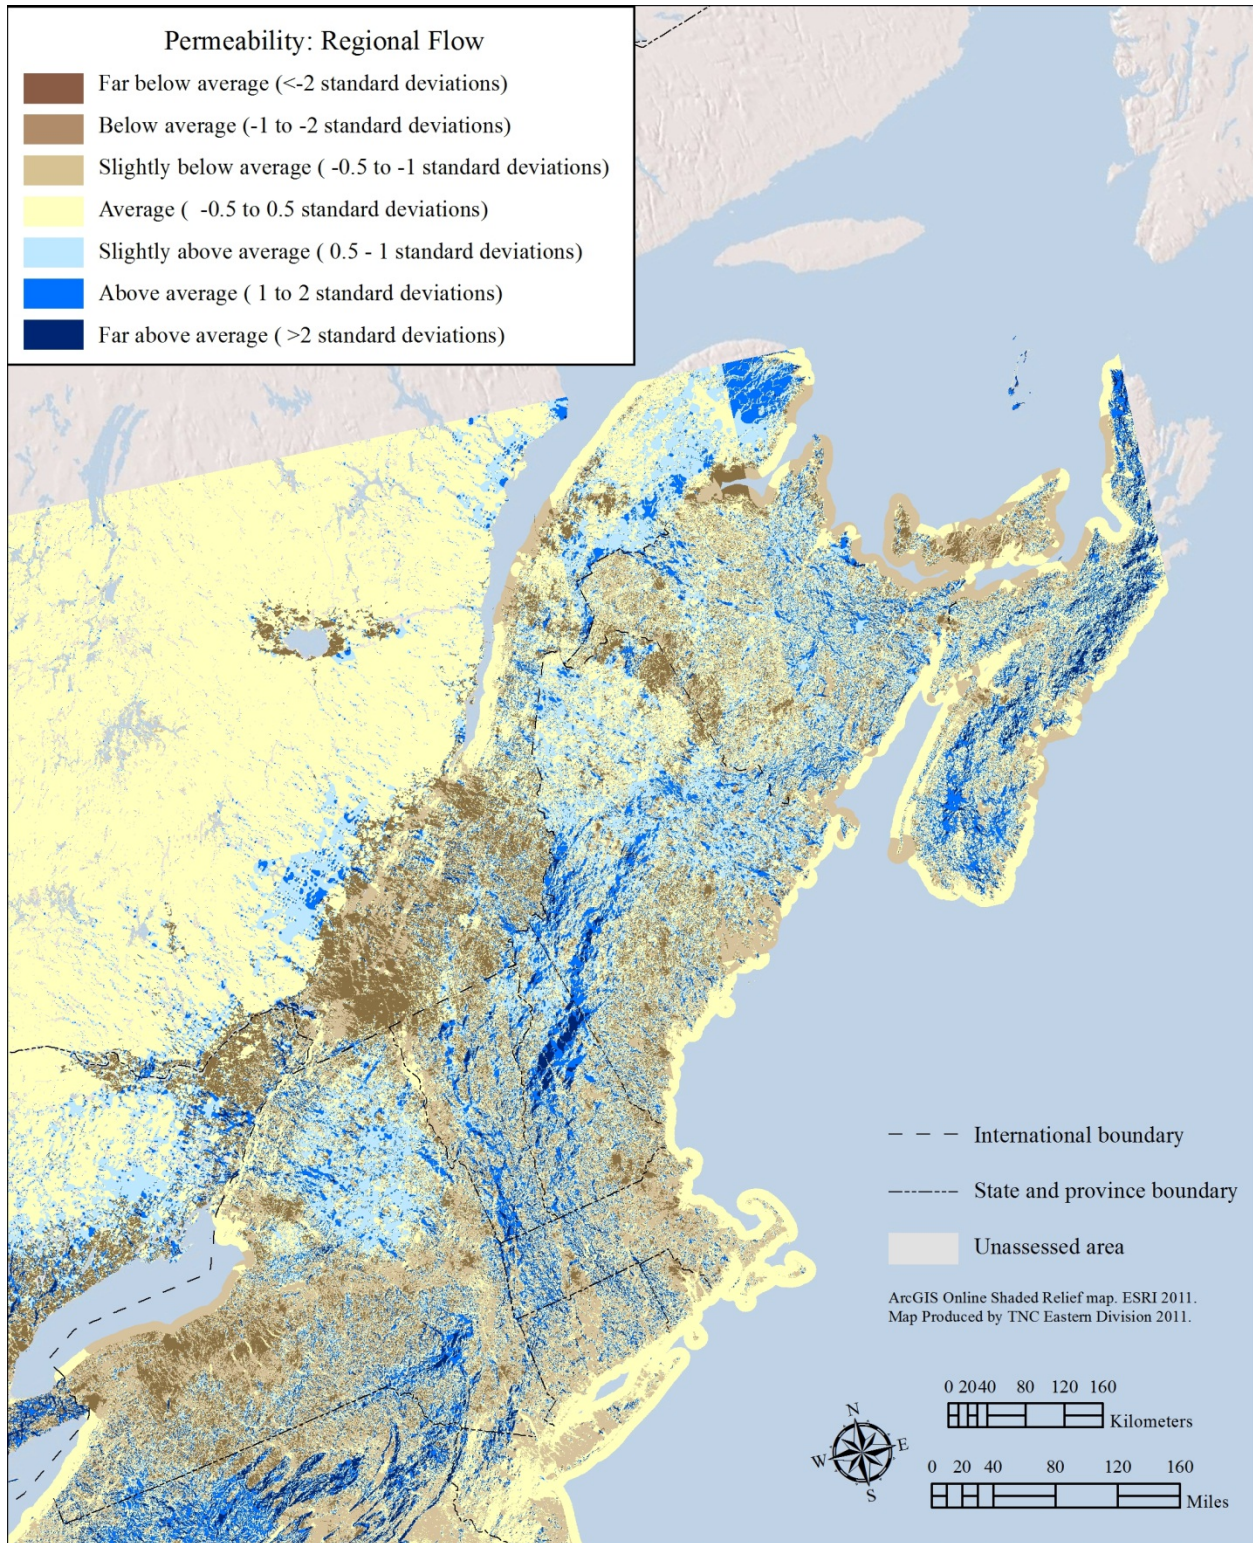 Permeability: Regional Flow
Far below average (<-2 standard deviations)
Below average (-1 to -2 standard deviations)
Slightly below average ( -0.5 to -1 standard deviations)
Average ( -0.5 to 0.5 standard deviations)
Slightly above average ( 0.5 - 1 standard deviations)
Above average ( 1 to 2 standard deviations)
Far above average ( >2 standard deviations)
International boundary
State and province boundary
Unassessed area
ArcGIS Online Shaded Relief map. ESRI 2011.
Map Produced by TNC Eastern Division 2011.
0 20 40 80 120 160
Kilometers
N
W E
S
0 20 40 80 120 160
Miles